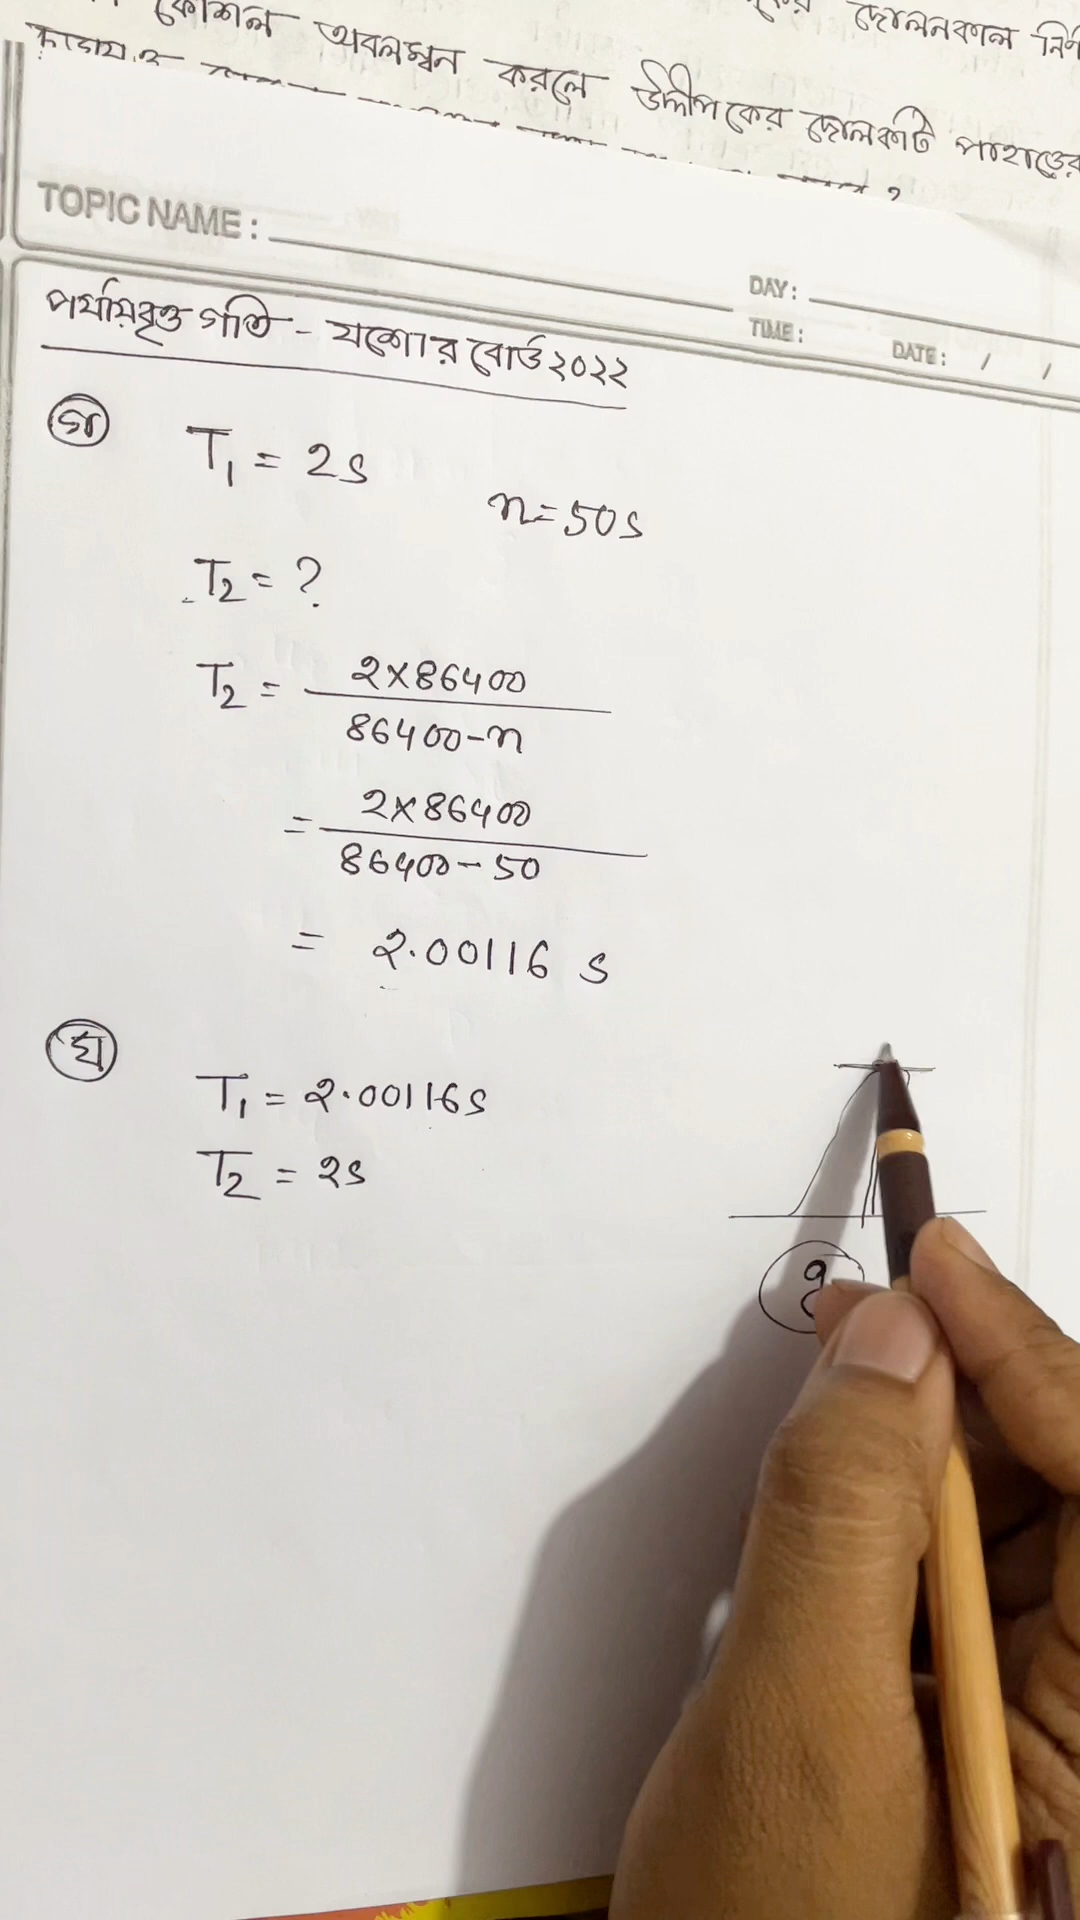 কৌশল অবলম্বন করলে উদ্দীপকের দোলকটি পাহাড়ের
দোলনকাল
TOPIC NAME :
DAY :
TIME :
DATE : / /
পর্যায়বৃত্ত গতি - যশোর বোর্ড ২০২২
গ
T₁ = 2s
n = 50s
T₂ = ?
T₂ = 2×86400
86400-n
= 2×86400
86400-50
= 2.00116 s
ঘ
T₁ = 2.00116s
T₂ = 2s